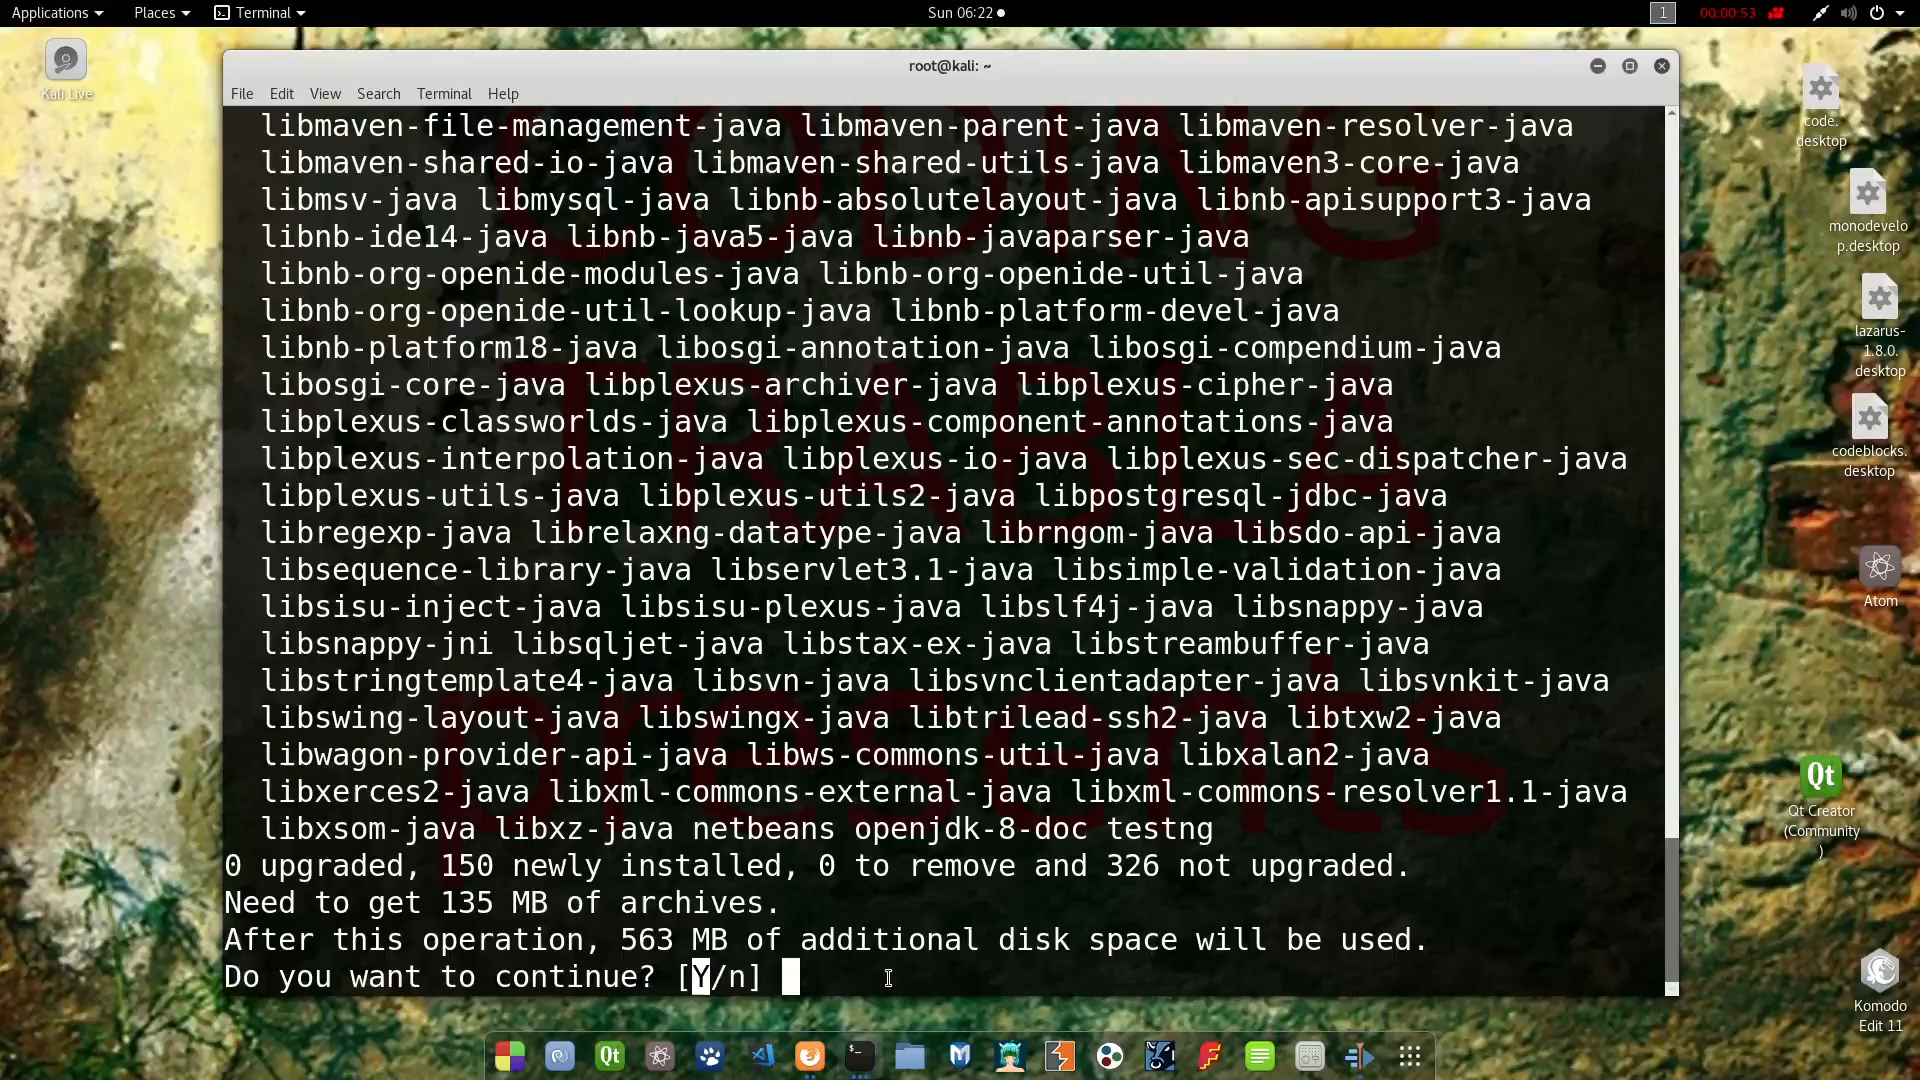 Applications Places Terminal Sun 06:22 1 00:00:53
root@kali: ~
File Edit View Search Terminal Help
libmaven-file-management-java libmaven-parent-java libmaven-resolver-java
libmaven-shared-io-java libmaven-shared-utils-java libmaven3-core-java
libmsv-java libmysql-java libnb-absolutelayout-java libnb-apisupport3-java
libnb-ide14-java libnb-java5-java libnb-javaparser-java
libnb-org-openide-modules-java libnb-org-openide-util-java
libnb-org-openide-util-lookup-java libnb-platform-devel-java
libnb-platform18-java libosgi-annotation-java libosgi-compendium-java
libosgi-core-java libplexus-archiver-java libplexus-cipher-java
libplexus-classworlds-java libplexus-component-annotations-java
libplexus-interpolation-java libplexus-io-java libplexus-sec-dispatcher-java
libplexus-utils-java libplexus-utils2-java libpostgresql-jdbc-java
libregexp-java librelaxng-datatype-java librngom-java libsdo-api-java
libsequence-library-java libservlet3.1-java libsimple-validation-java
libsisu-inject-java libsisu-plexus-java libslf4j-java libsnappy-java
libsnappy-jni libsqljet-java libstax-ex-java libstreambuffer-java
libstringtemplate4-java libsvn-java libsvnclientadapter-java libsvnkit-java
libswing-layout-java libswingx-java libtrilead-ssh2-java libtxw2-java
libwagon-provider-api-java libws-commons-util-java libxalan2-java
libxerces2-java libxml-commons-external-java libxml-commons-resolver1.1-java
libxsom-java libxz-java netbeans openjdk-8-doc testng
0 upgraded, 150 newly installed, 0 to remove and 326 not upgraded.
Need to get 135 MB of archives.
After this operation, 563 MB of additional disk space will be used.
Do you want to continue? [Y/n]
CODING
TRABLA
presents
Kali Live
code.
desktop
monodevelo
p.desktop
lazarus-
1.8.0.
desktop
codeblocks.
desktop
Atom
Qt
Qt Creator
(Community
)
Komodo
Edit 11
Qt